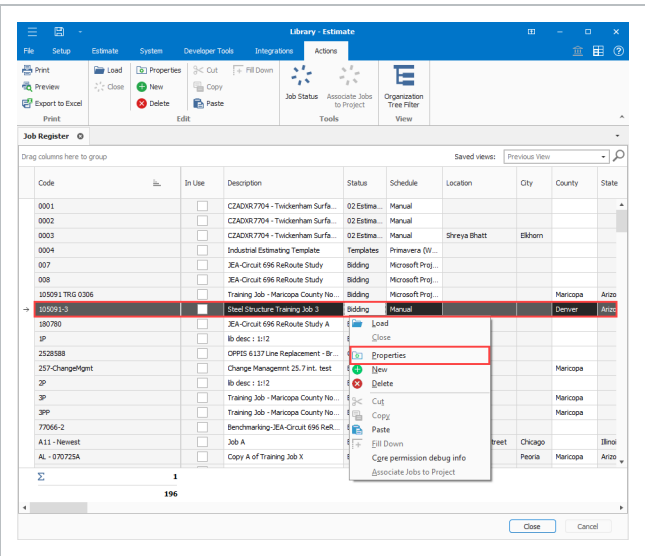 Library - Estimate
File Setup Estimate System Developer Tools Integrations Actions
Print Load Properties Cut Fill Down
Preview Close New Copy
Export to Excel Delete Paste
Job Status Associate Jobs to Project Organization Tree Filter
Print Edit Tools View
Job Register
Drag columns here to group Saved views: Previous View
Code In Use Description Status Schedule Location City County State
0001 CZADXR7704 - Twickenham Surfa... 02 Estima... Manual
0002 CZADXR7704 - Twickenham Surfa... 02 Estima... Manual
0003 CZADXR7704 - Twickenham Surfa... 02 Estima... Manual Shreya Bhatt Elkhorn
0004 Industrial Estimating Template Templates Primavera (W...
007 JEA-Circuit 696 ReRoute Study Bidding Microsoft Proj...
008 JEA-Circuit 696 ReRoute Study Bidding Microsoft Proj...
105091 TRG 0306 Training Job - Maricopa County No... Bidding Microsoft Proj... Maricopa Arizo
105091-3 Steel Structure Training Job 3 Bidding Manual Denver Arizo
180780 JEA-Circuit 696 ReRoute Study A
Load
1P lib desc : 1:!2
Close
2528588 OPPIS 6137 Line Replacement - Br...
Properties
257-ChangeMgmt Change Managemnt 25.7 int. test Maricopa
New
2P lib desc : 1:!2
Delete
3P Training Job - Maricopa County No... Maricopa
Cut
3PP Training Job - Maricopa County No... Maricopa
Copy
77066-2 Benchmarking-JEA-Circuit 696 ReR...
Paste
A11 - Newest Job A treet Chicago Illinoi
Fill Down
AL - 070725A Copy A of Training Job X Peoria Maricopa Arizo
Core permission debug info
Associate Jobs to Project
Σ 1
196
Close Cancel